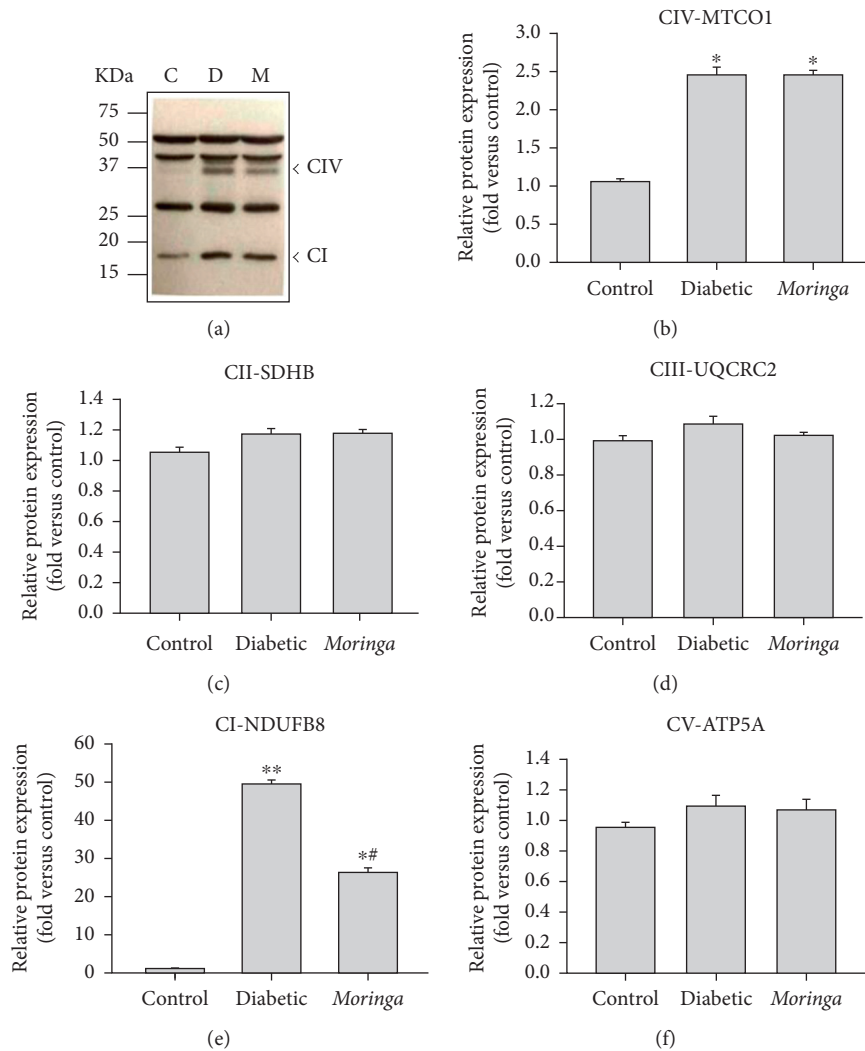 KDa C D M
75
50
37
25
20
15
< CIV
< CI
(a)
CIV-MTCO1
Relative protein expression
(fold versus control)
3.0
2.5
2.0
1.5
1.0
0.5
0.0
* *
Control Diabetic Moringa
(b)
CII-SDHB
Relative protein expression
(fold versus control)
1.4
1.2
1.0
0.8
0.6
0.4
0.2
0.0
Control Diabetic Moringa
(c)
CIII-UQCRC2
Relative protein expression
(fold versus control)
1.2
1.0
0.8
0.6
0.4
0.2
0.0
Control Diabetic Moringa
(d)
CI-NDUFB8
Relative protein expression
(fold versus control)
60
50
40
30
20
10
0
**
*#
Control Diabetic Moringa
(e)
CV-ATP5A
Relative protein expression
(fold versus control)
1.4
1.2
1.0
0.8
0.6
0.4
0.2
0.0
Control Diabetic Moringa
(f)